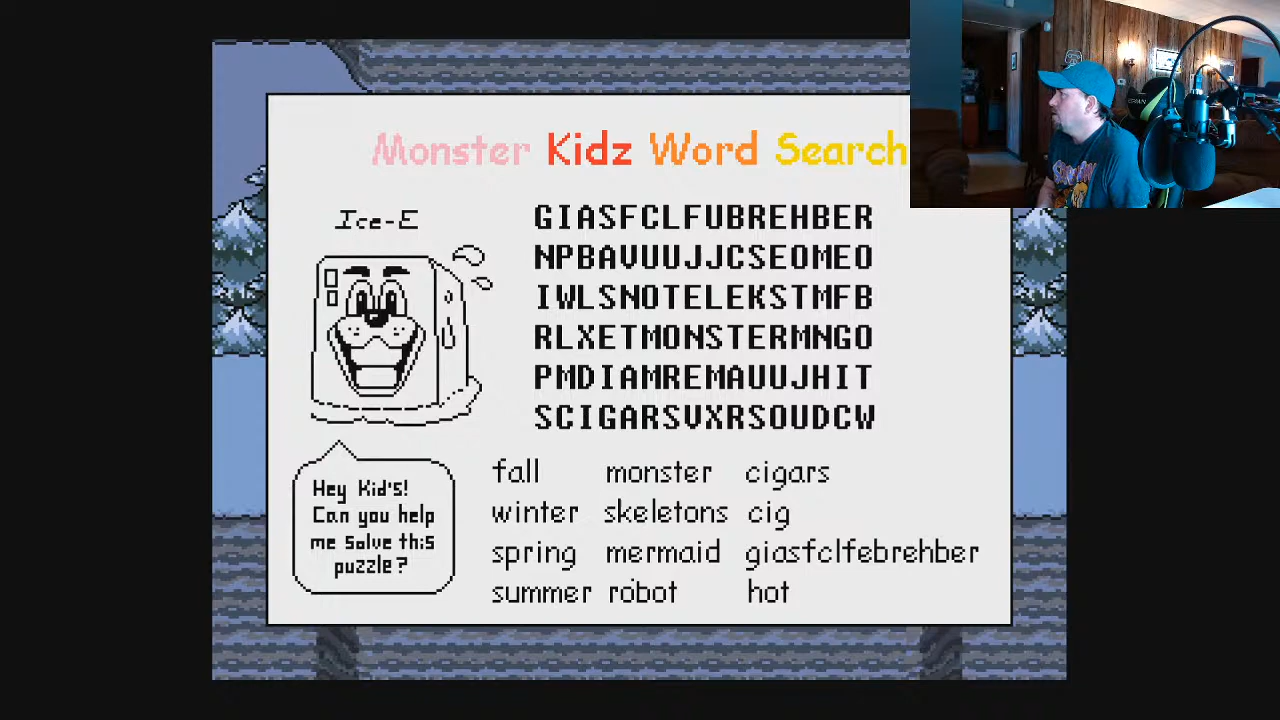 Monster Kidz Word Search
Ice-E
GIASFCLFUBREHBER
NPBAVUUJJCSEOMEO
IWLSNOTELEKSTMFB
RLXETMONSTERMNGO
PMDIAMREMAUUJHIT
SCIGARSVXRSOUDCW
Hey Kid's!
Can you help
me solve this
puzzle?
fall monster cigars
winter skeletons cig
spring mermaid giasfclfebrehber
summer robot hot